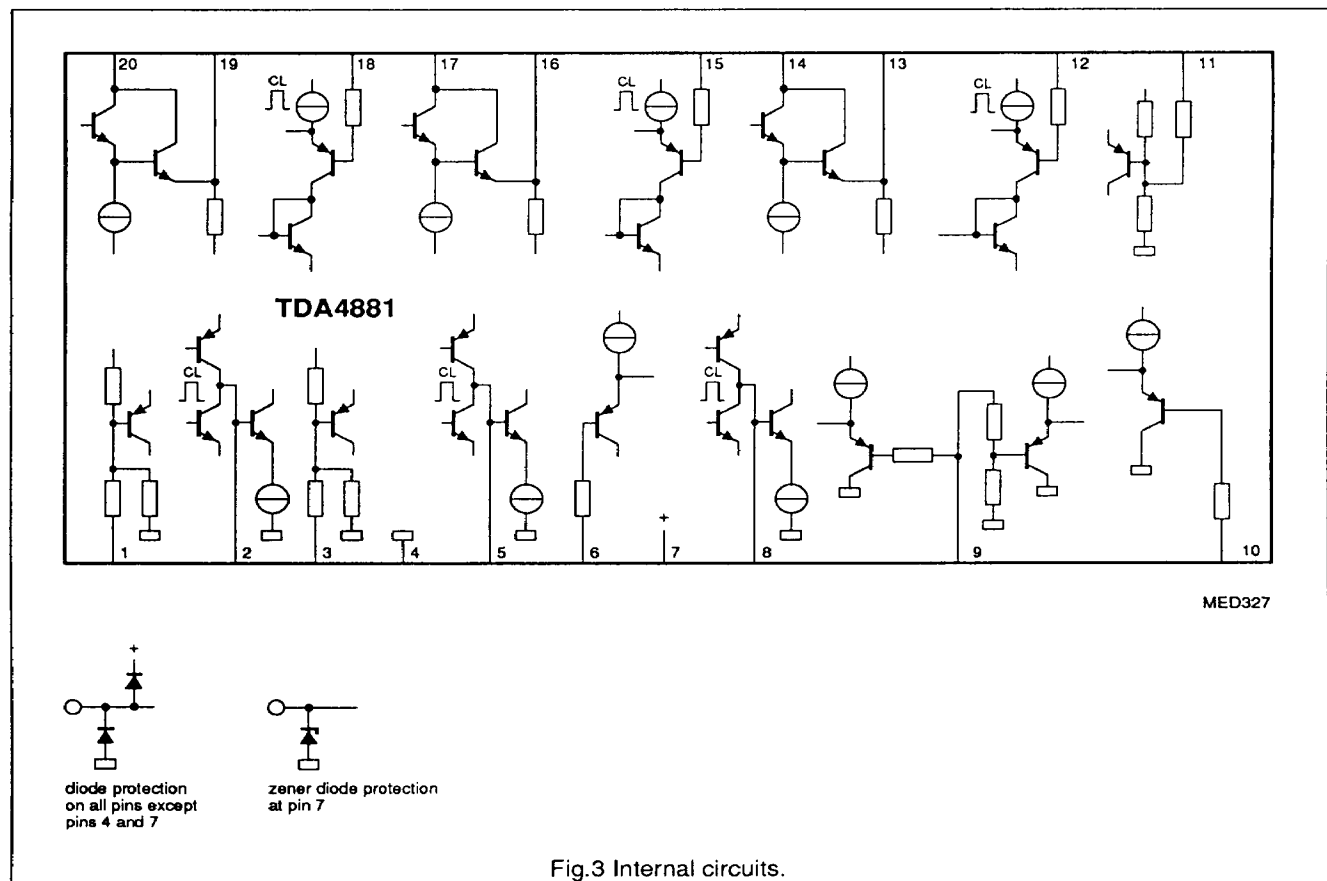 20 19 18 17 16 15 14 13 12 11
CL CL CL
TDA4881
CL CL CL
+
1 2 3 4 5 6 7 8 9 10
MED327
+
diode protection
on all pins except
pins 4 and 7
zener diode protection
at pin 7
Fig.3 Internal circuits.